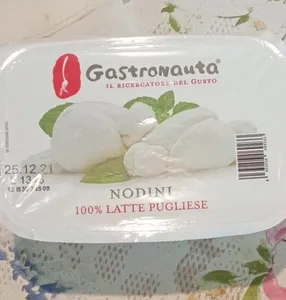 Gastronauta®
IL RICERCATORE DEL GUSTO
25.12.21
NODINI
100% LATTE PUGLIESE